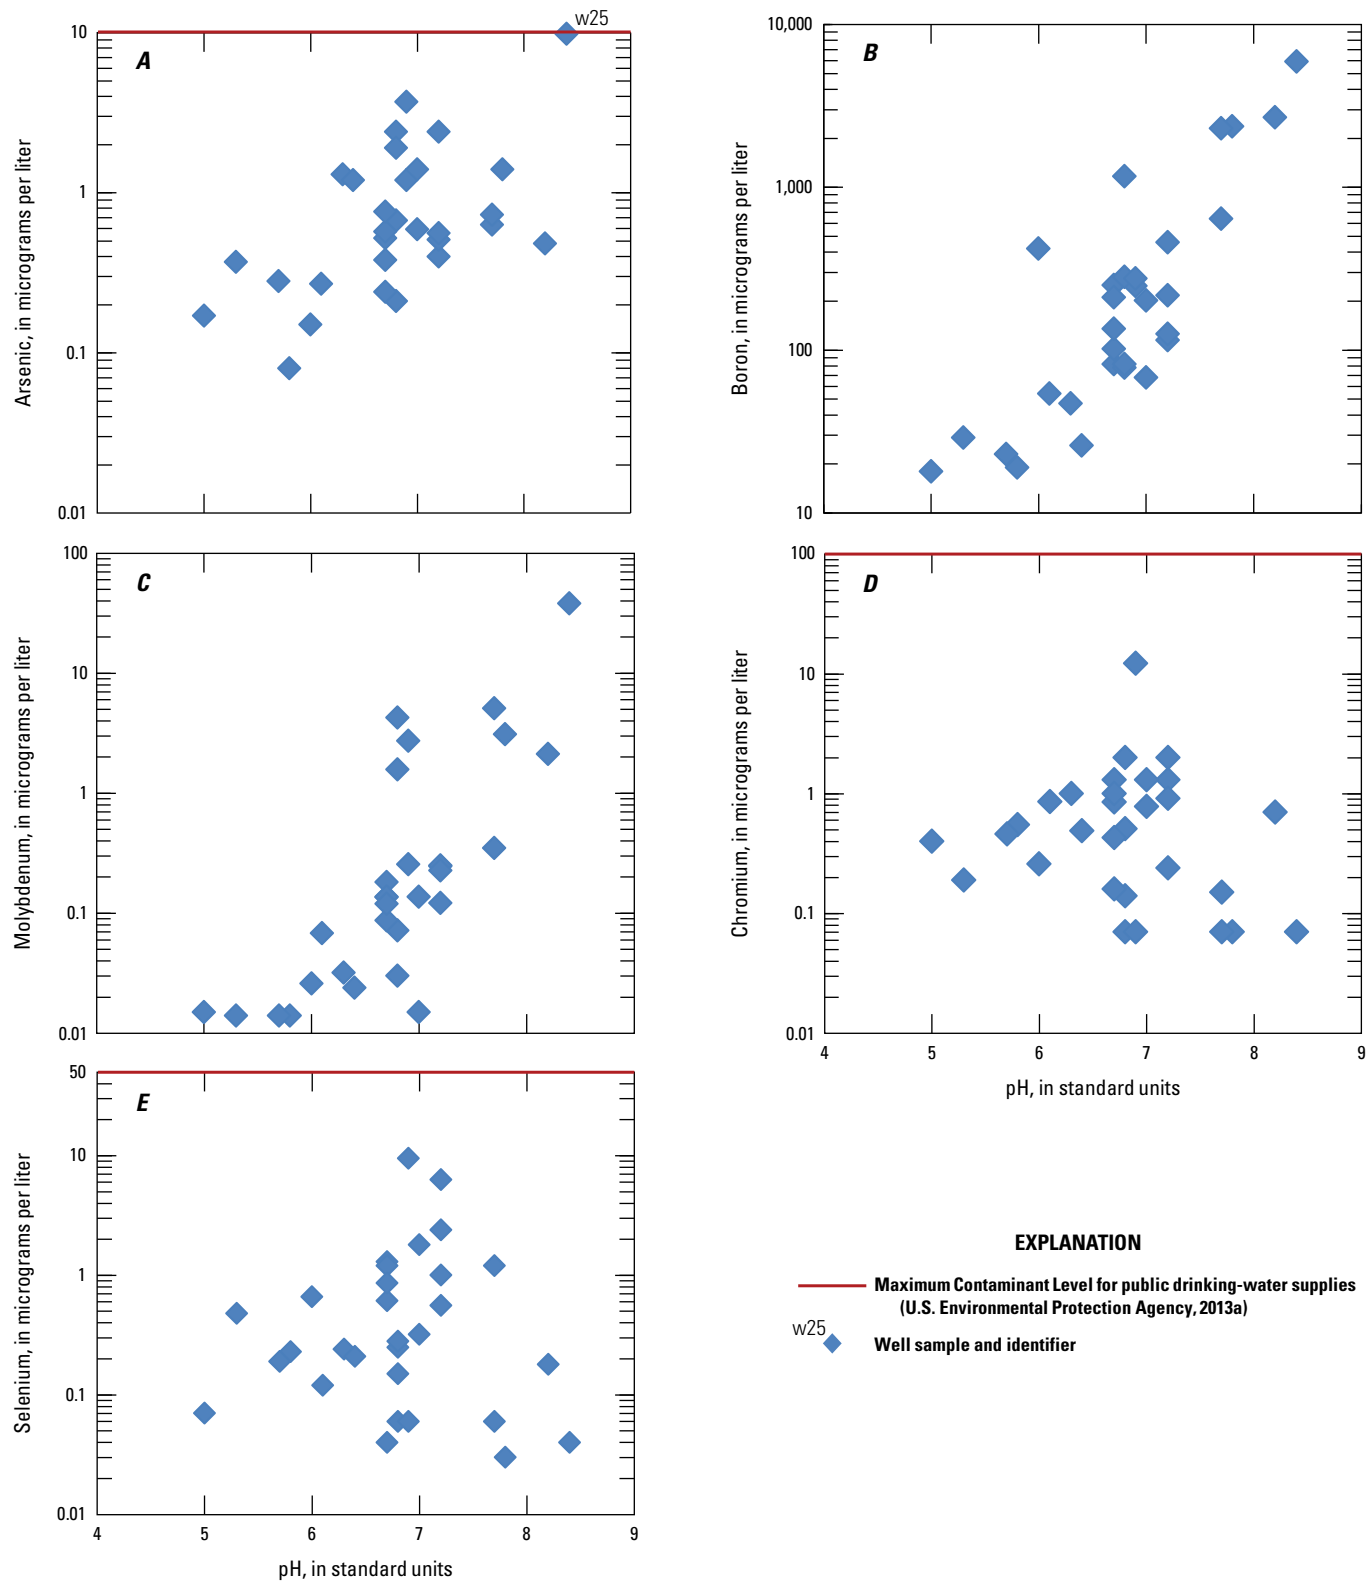 w25
10
1
0.1
0.01
A
Arsenic, in micrograms per liter
10,000
1,000
100
10
B
Boron, in micrograms per liter
100
10
1
0.1
0.01
C
Molybdenum, in micrograms per liter
100
10
1
0.1
0.01
D
Chromium, in micrograms per liter
4 5 6 7 8 9
pH, in standard units
50
10
1
0.1
0.01
E
Selenium, in micrograms per liter
4 5 6 7 8 9
pH, in standard units
EXPLANATION
Maximum Contaminant Level for public drinking-water supplies
(U.S. Environmental Protection Agency, 2013a)
w25
Well sample and identifier